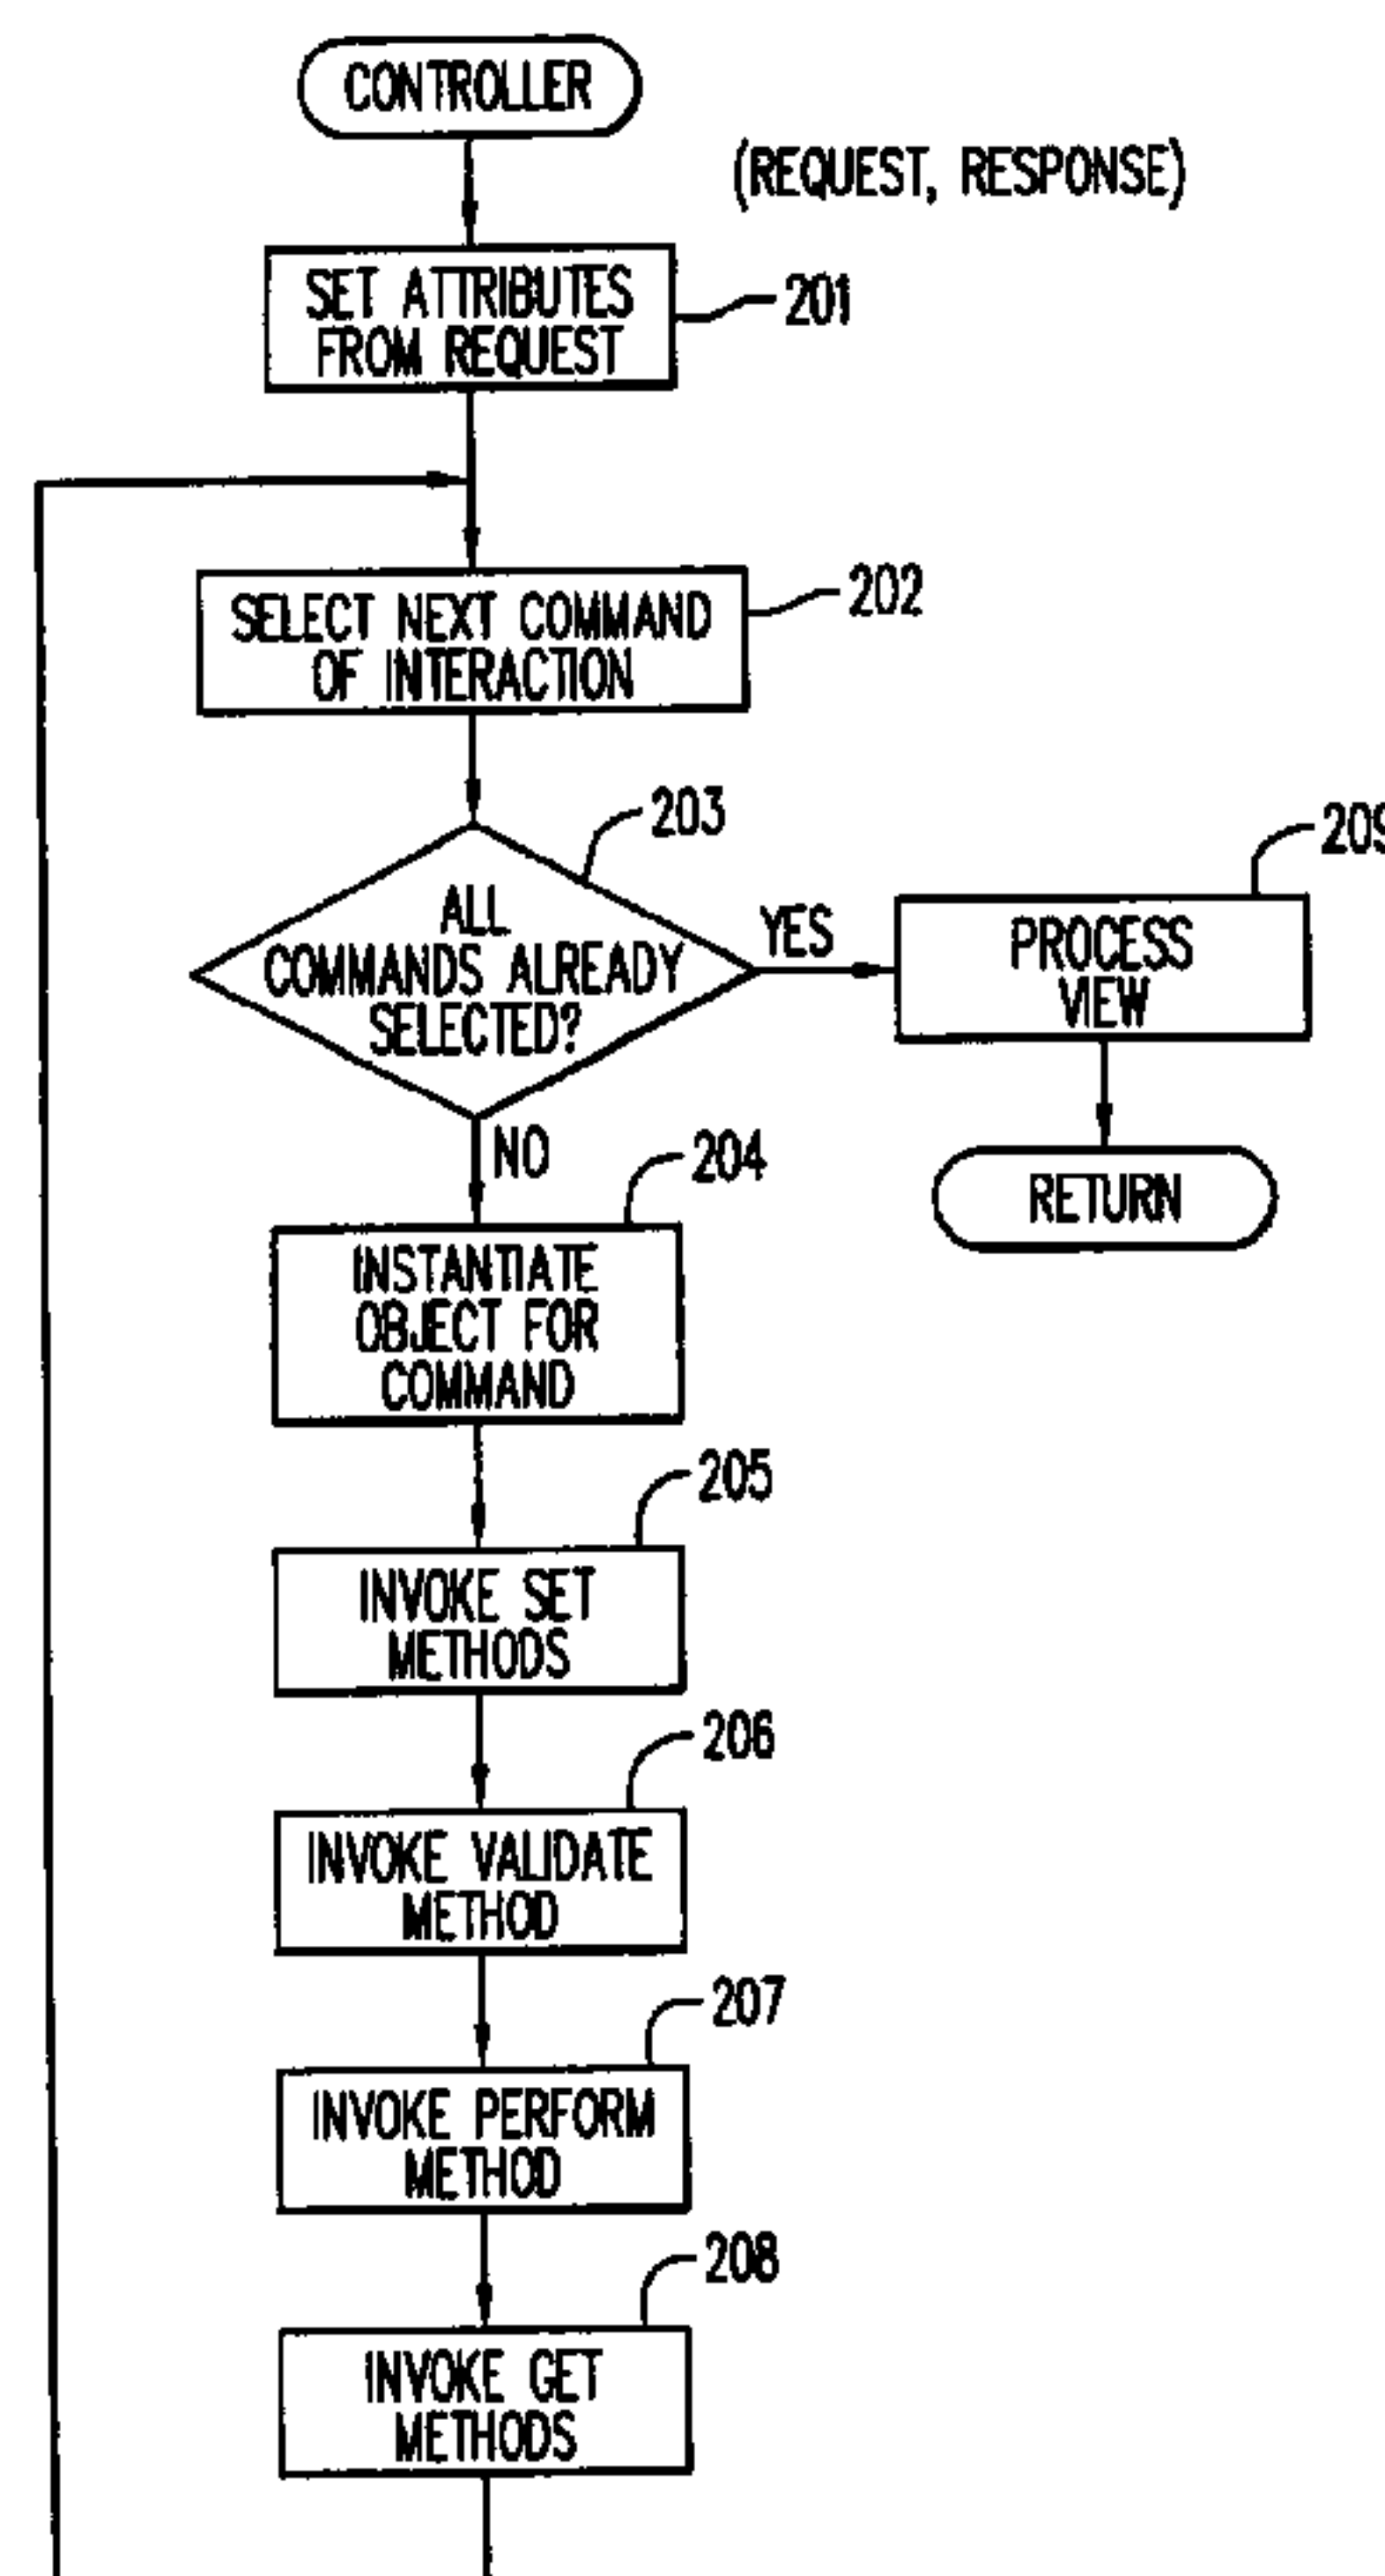 CONTROLLER
(REQUEST, RESPONSE)
SET ATTRIBUTES
FROM REQUEST
201
SELECT NEXT COMMAND
OF INTERACTION
202
203
ALL
COMMANDS ALREADY
SELECTED?
YES
209
PROCESS
VIEW
RETURN
NO
204
INSTANTIATE
OBJECT FOR
COMMAND
205
INVOKE SET
METHODS
206
INVOKE VALIDATE
METHOD
207
INVOKE PERFORM
METHOD
208
INVOKE GET
METHODS